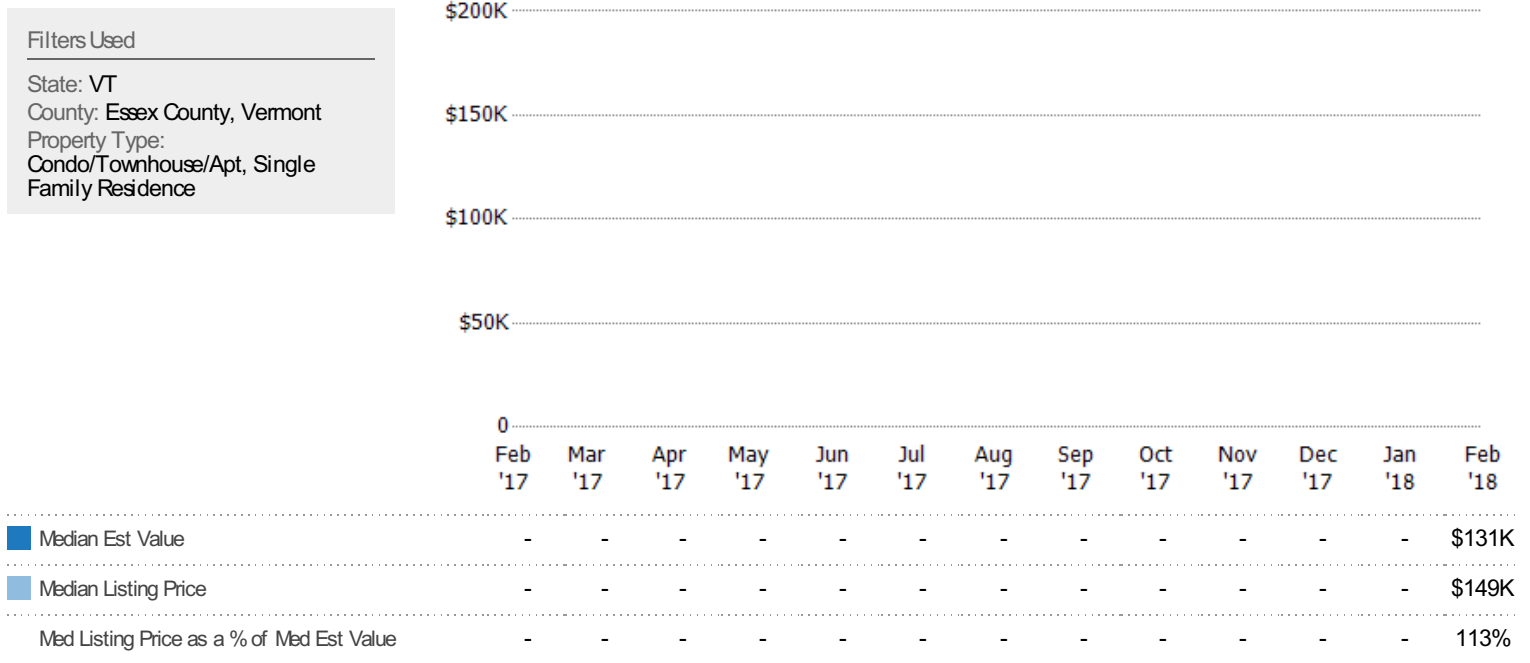 Filters Used
State: VT
County: Essex County, Vermont
Property Type:
Condo/Townhouse/Apt, Single
Family Residence
$200K
$150K
$100K
$50K
0
Feb Mar Apr May Jun Jul Aug Sep Oct Nov Dec Jan Feb
'17 '17 '17 '17 '17 '17 '17 '17 '17 '17 '17 '18 '18
Median Est Value - - - - - - - - - - - - $131K
Median Listing Price - - - - - - - - - - - - $149K
Med Listing Price as a % of Med Est Value - - - - - - - - - - - - 113%